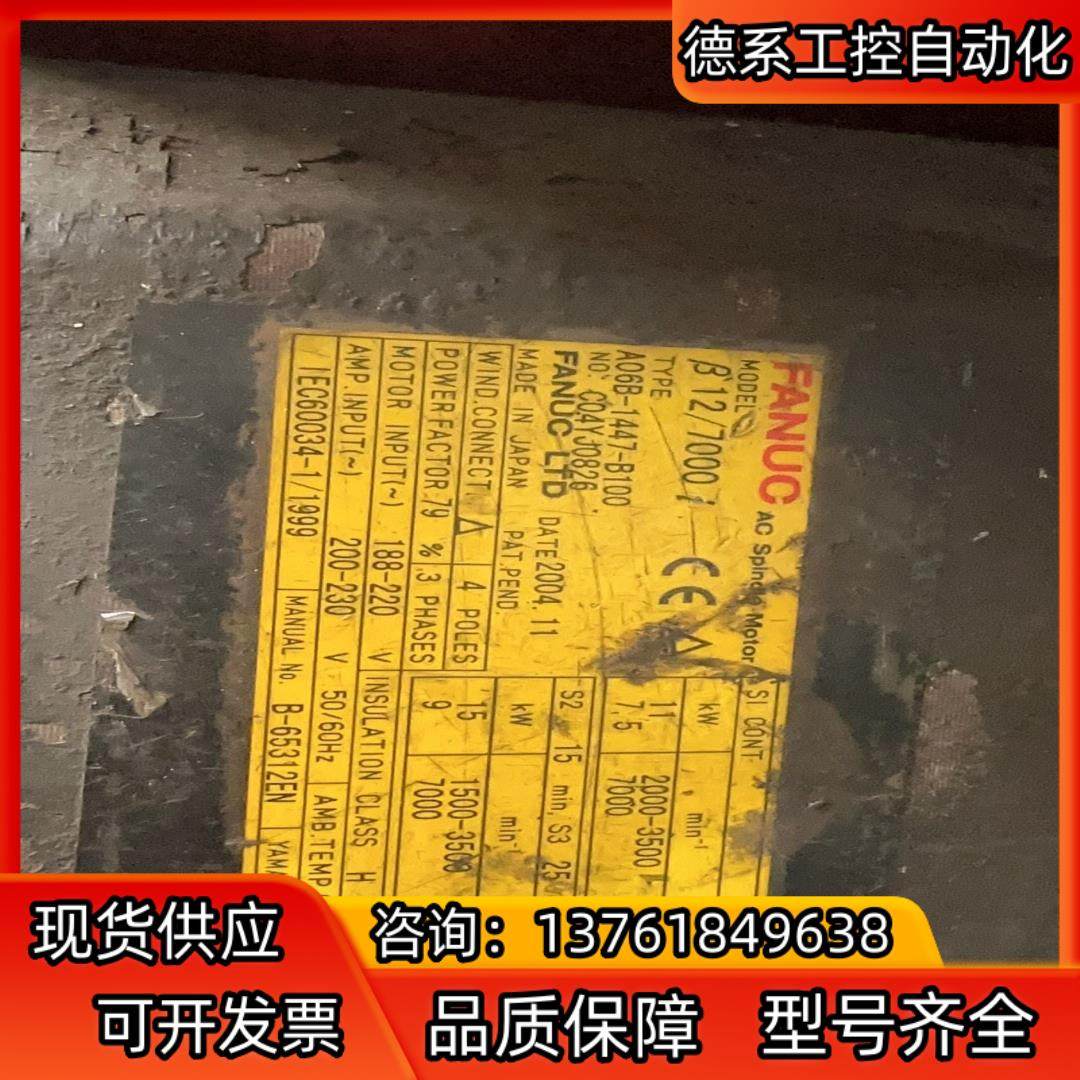 德系工控自动化
FANUC AC Spindle Motor
MODEL
β12/7000i
TYPE
A06B-1447-B100
NO. C04YJ0826
FANUC LTD DATE 2004.11
MADE IN JAPAN PAT.PEND.
WIND.CONNECT △ 4 POLES
POWER FACTOR 79 % 3 PHASES
MOTOR INPUT(~) 188-220 V
AMP.INPUT(~) 200-230 V 50/60Hz
IEC60034-1/1999
S1 CONT
kW min⁻¹
11 2000-3500
7.5 7000
S2 15 min, S3 25
kW min⁻¹
15 1500-3500
9 7000
INSULATION CLASS H
AMB.TEMP
MANUAL No. B-65312EN
现货供应
咨询：13761849638
可开发票 品质保障 型号齐全